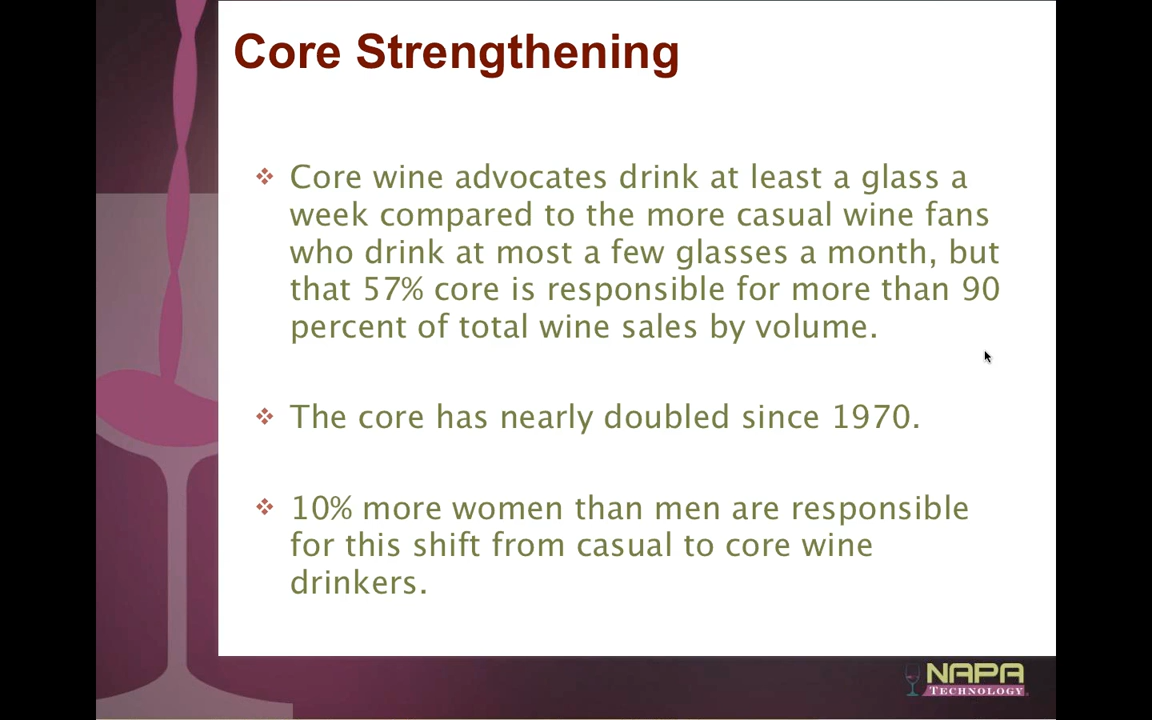 Core Strengthening
❖ Core wine advocates drink at least a glass a
week compared to the more casual wine fans
who drink at most a few glasses a month, but
that 57% core is responsible for more than 90
percent of total wine sales by volume.
❖ The core has nearly doubled since 1970.
❖ 10% more women than men are responsible
for this shift from casual to core wine
drinkers.
NAPA
TECHNOLOGY